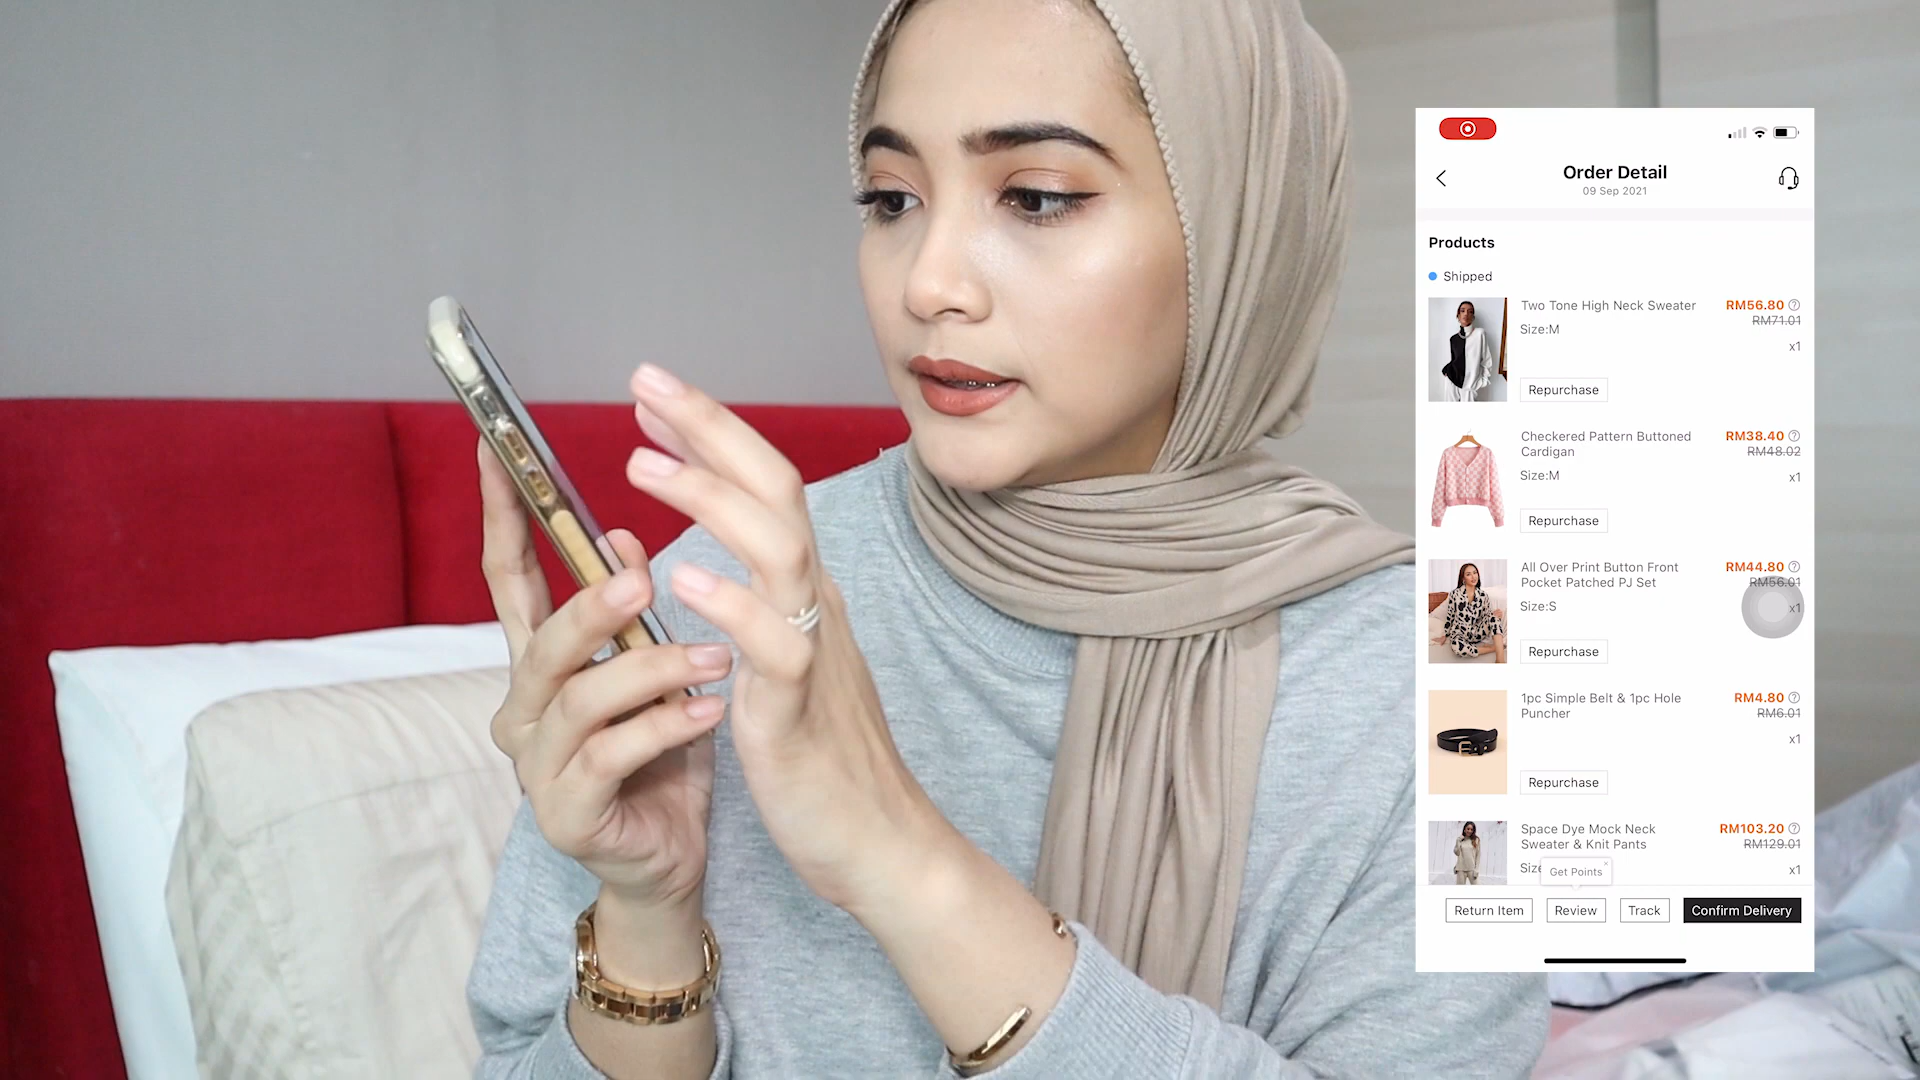 Order Detail
09 Sep 2021
Products
Shipped
Two Tone High Neck Sweater
RM56.80
RM71.01
Size:M
x1
Repurchase
Checkered Pattern Buttoned
Cardigan
RM38.40
RM48.02
Size:M
x1
Repurchase
All Over Print Button Front
Pocket Patched PJ Set
RM44.80
RM56.01
Size:S
x1
Repurchase
1pc Simple Belt & 1pc Hole
Puncher
RM4.80
RM6.01
x1
Repurchase
Space Dye Mock Neck
Sweater & Knit Pants
RM103.20
RM129.01
x1
Get Points
Return Item
Review
Track
Confirm Delivery